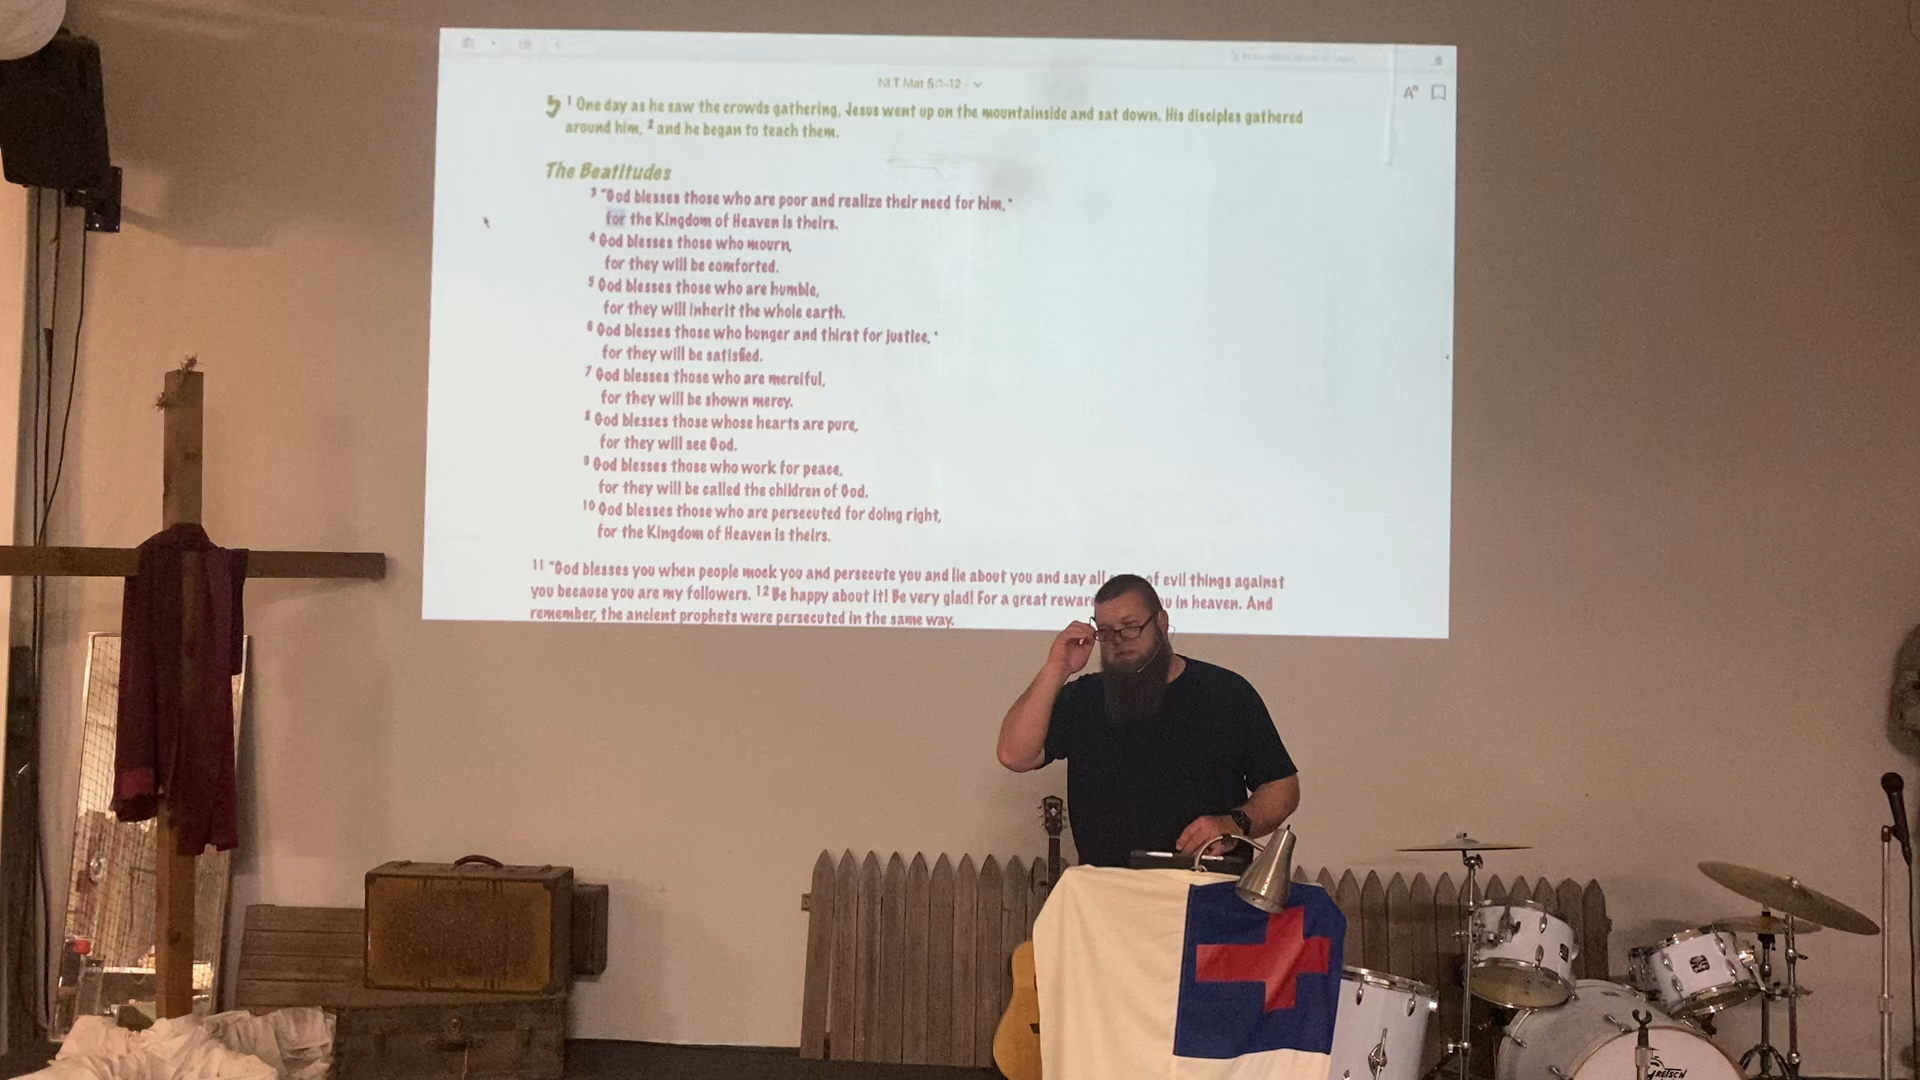 NLT Mat 5:1-12
5 1 One day as he saw the crowds gathering, Jesus went up on the mountainside and sat down. His disciples gathered
around him, 2 and he began to teach them.
The Beatitudes
3 "God blesses those who are poor and realize their need for him,*
for the Kingdom of Heaven is theirs.
4 God blesses those who mourn,
for they will be comforted.
5 God blesses those who are humble,
for they will inherit the whole earth.
6 God blesses those who hunger and thirst for justice,*
for they will be satisfied.
7 God blesses those who are merciful,
for they will be shown mercy.
8 God blesses those whose hearts are pure,
for they will see God.
9 God blesses those who work for peace,
for they will be called the children of God.
10 God blesses those who are persecuted for doing right,
for the Kingdom of Heaven is theirs.
11 "God blesses you when people mock you and persecute you and lie about you and say all of evil things against
you because you are my followers. 12 Be happy about it! Be very glad! For a great in heaven. And
remember, the ancient prophets were persecuted in the same way.
GRETSCH